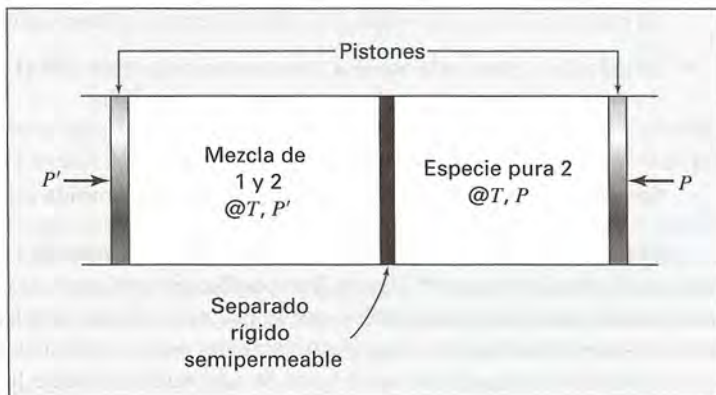 Pistones
Mezcla de
1 y 2
@T, P'
Especie pura 2
@T, P
P'
P
Separado
rígido
semipermeable